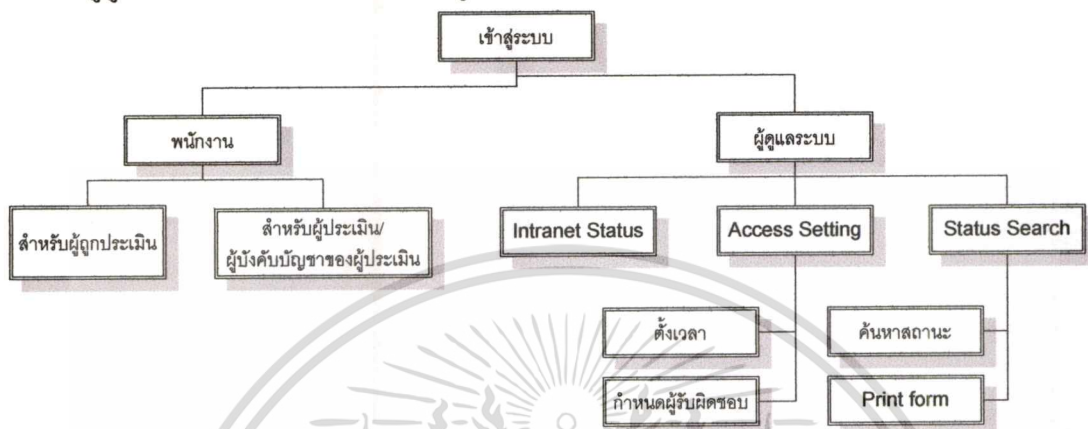 เข้าสู่ระบบ
พนักงาน
ผู้ดูแลระบบ
สำหรับผู้ถูกประเมิน
สำหรับผู้ประเมิน/
ผู้บังคับบัญชาของผู้ประเมิน
Intranet Status
Access Setting
Status Search
ตั้งเวลา
ค้นหาสถานะ
กำหนดผู้รับผิดชอบ
Print form